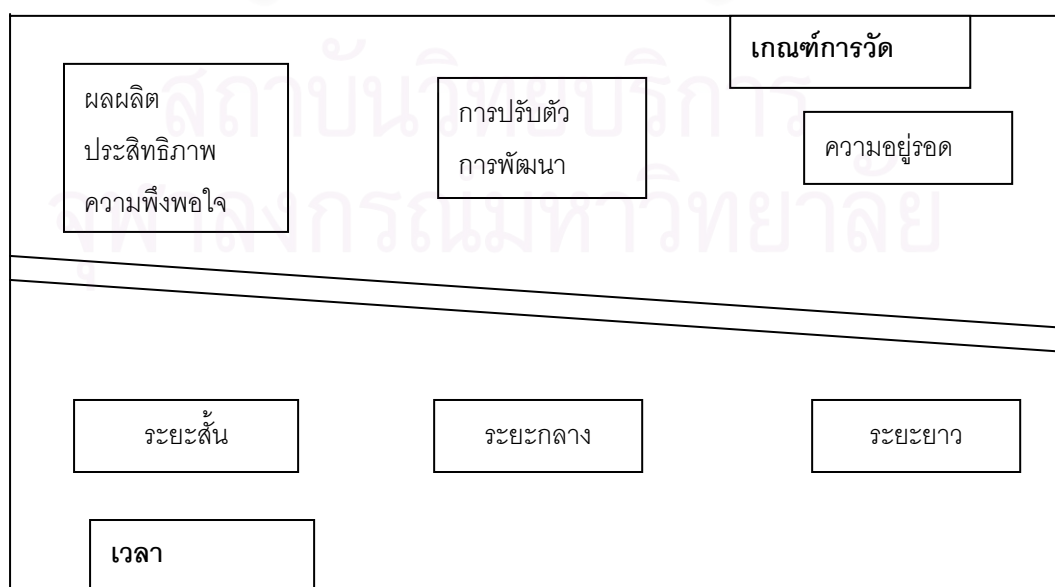 เกณฑ์การวัด
ผลผลิต
ประสิทธิภาพ
ความพึงพอใจ
การปรับตัว
การพัฒนา
ความอยู่รอด
สถาบันวิทยบริการ
จุฬาลงกรณ์มหาวิทยาลัย
ระยะสั้น
ระยะกลาง
ระยะยาว
เวลา